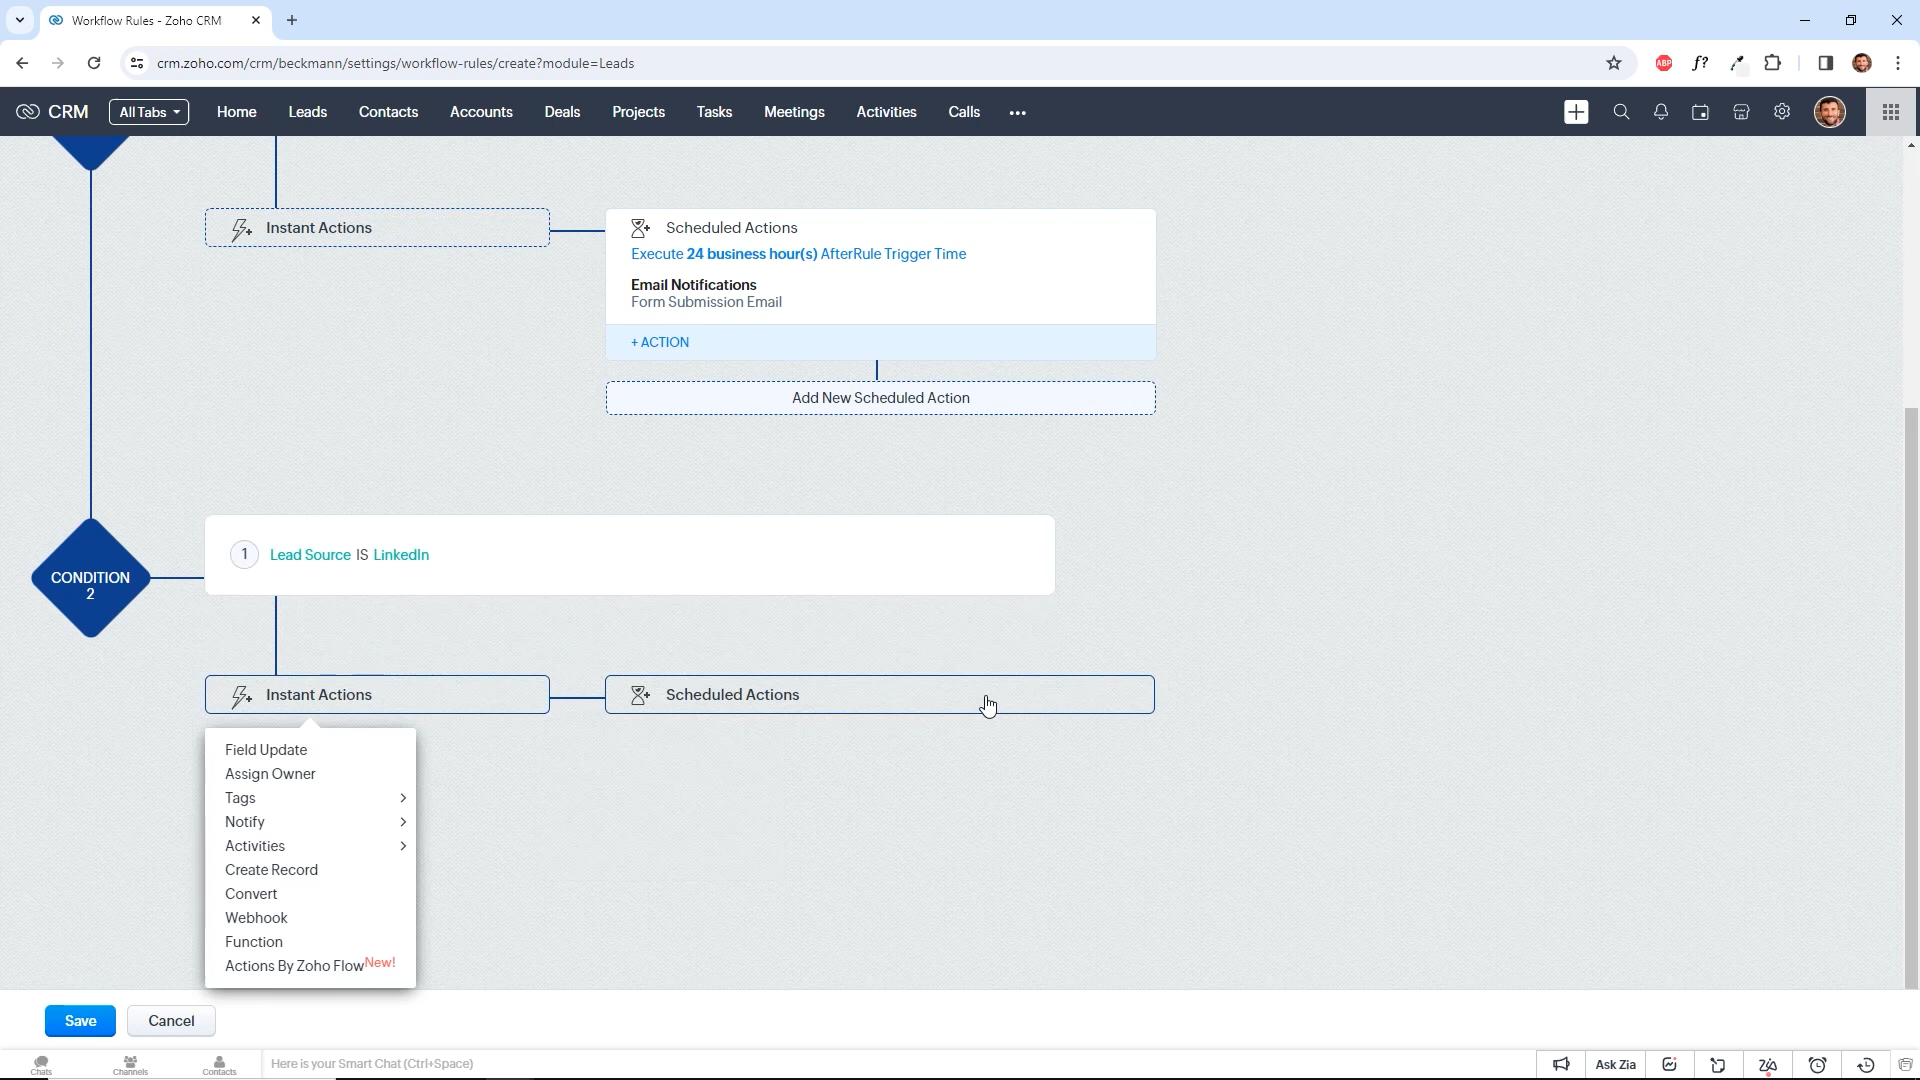 Workflow Rules - Zoho CRM
crm.zoho.com/crm/beckmann/settings/workflow-rules/create?module=Leads
ABP
f?
CRM
All Tabs
Home
Leads
Contacts
Accounts
Deals
Projects
Tasks
Meetings
Activities
Calls
Instant Actions
Scheduled Actions
Execute 24 business hour(s) AfterRule Trigger Time
Email Notifications
Form Submission Email
+ ACTION
Add New Scheduled Action
CONDITION
2
1
Lead Source IS LinkedIn
Instant Actions
Scheduled Actions
Field Update
Assign Owner
Tags
Notify
Activities
Create Record
Convert
Webhook
Function
Actions By Zoho Flow New!
Save
Cancel
Chats
Channels
Contacts
Here is your Smart Chat (Ctrl+Space)
Ask Zia